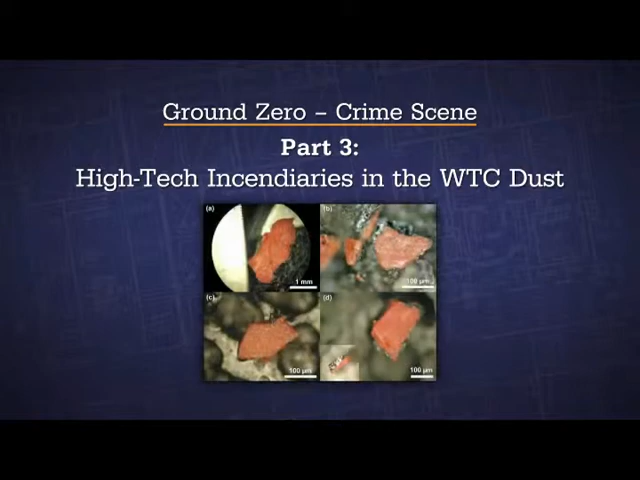 Ground Zero – Crime Scene
Part 3:
High-Tech Incendiaries in the WTC Dust
(a)
1 mm
(b)
100 µm
(c)
100 µm
(d)
100 µm